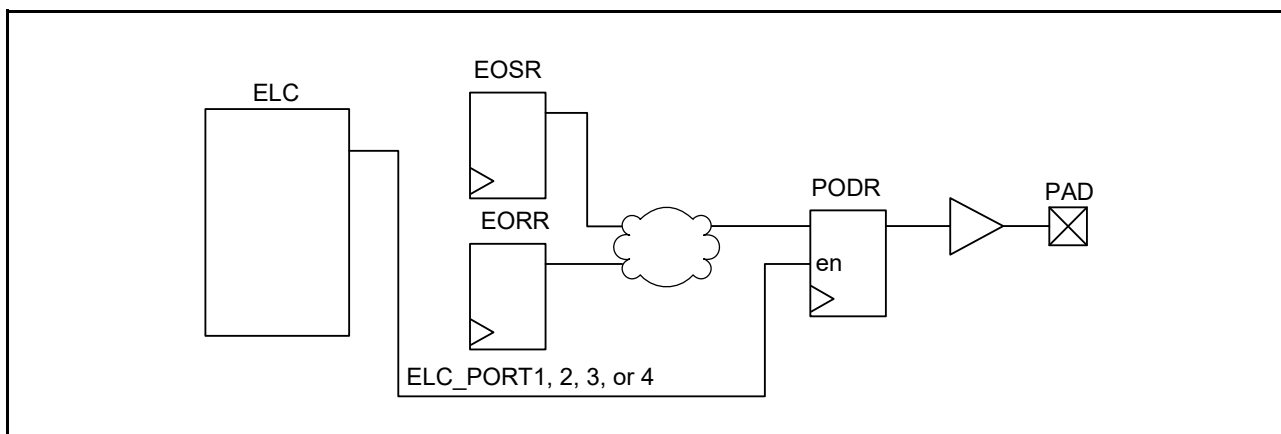 EOSR
ELC
EORR
PODR
PAD
en
ELC_PORT1, 2, 3, or 4